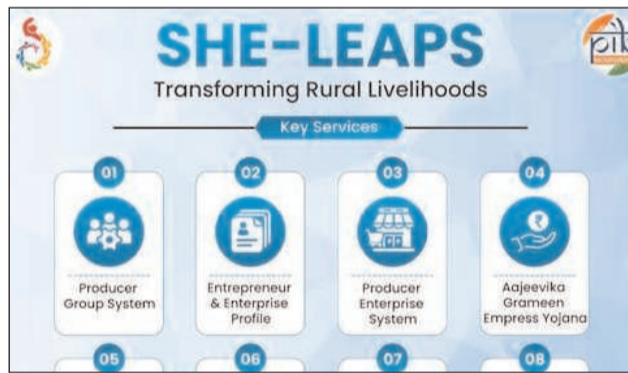 SHE-LEAPS
pib
Transforming Rural Livelihoods
Key Services
01
02
03
04
₹
Producer
Group System
Entrepreneur
& Enterprise
Profile
Producer
Enterprise
System
Aajeevika
Grameen
Empress Yojana
05
06
07
08